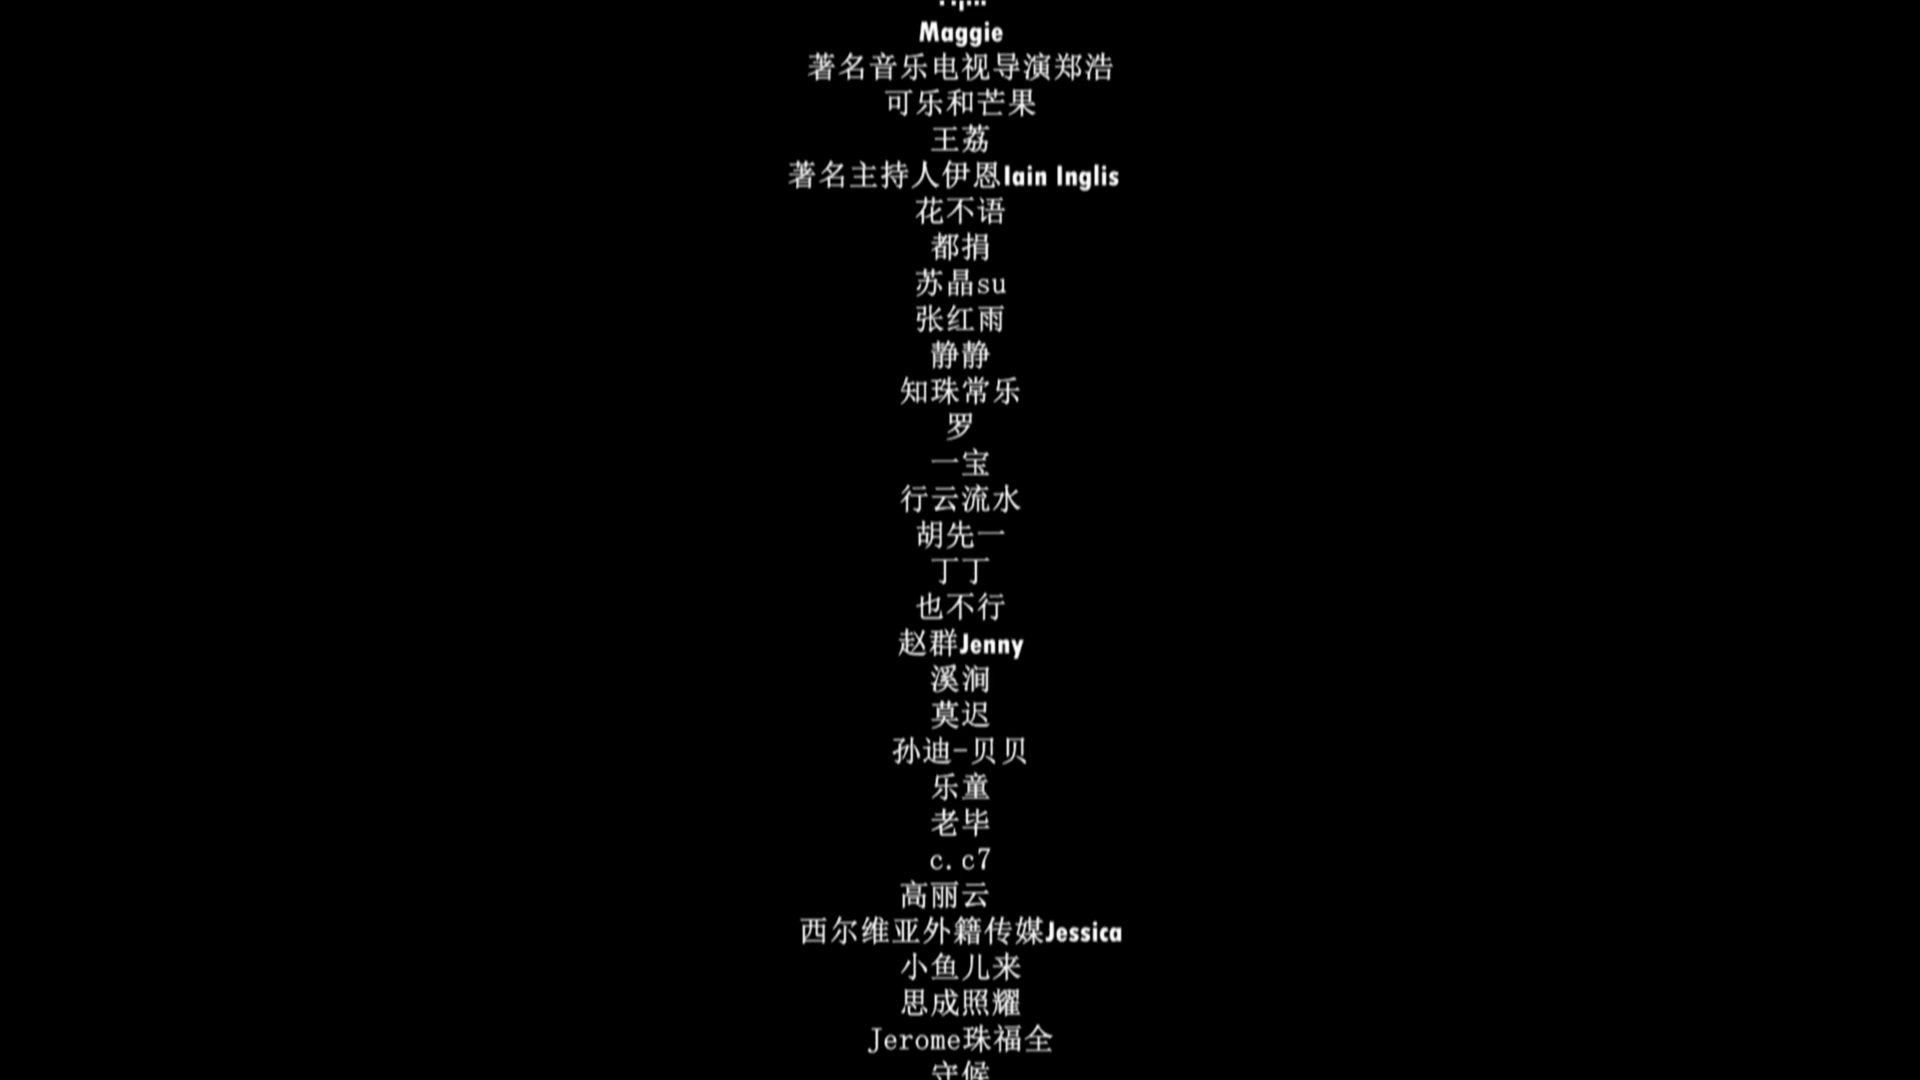 Maggie
著名音乐电视导演郑浩
可乐和芒果
王荔
著名主持人伊恩Iain Inglis
花不语
都捐
苏晶su
张红雨
静静
知珠常乐
罗
一宝
行云流水
胡先一
丁丁
也不行
赵群Jenny
溪涧
莫迟
孙迪-贝贝
乐童
老毕
c.c7
高丽云
西尔维亚外籍传媒Jessica
小鱼儿来
思成照耀
Jerome珠福全
守候